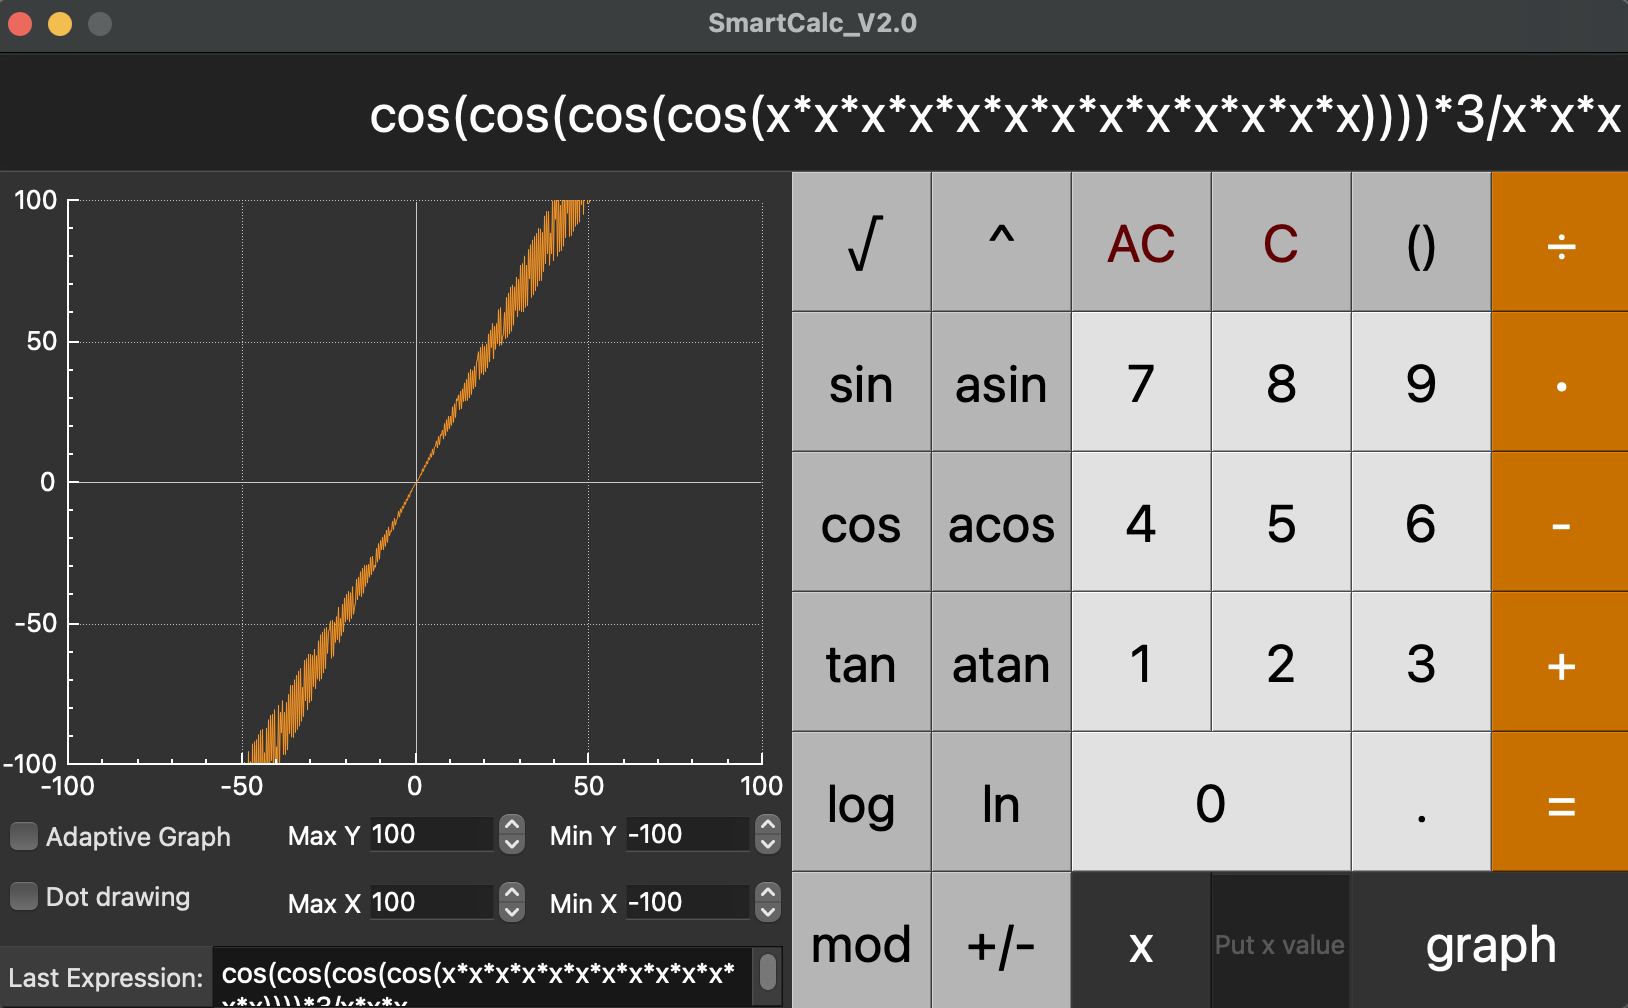 SmartCalc_V2.0
cos(cos(cos(cos(x*x*x*x*x*x*x*x*x*x*x*x*x))))*3/x*x*x
100
50
0
-50
-100
-100 -50 0 50 100
√ ^ AC C () ÷
sin asin 7 8 9 ·
cos acos 4 5 6 -
tan atan 1 2 3 +
log ln 0 . =
mod +/- x Put x value graph
Adaptive Graph Max Y 100 Min Y -100
Dot drawing Max X 100 Min X -100
Last Expression: cos(cos(cos(cos(x*x*x*x*x*x*x*x*x*x*x*
x*x))))*3/x*x*x